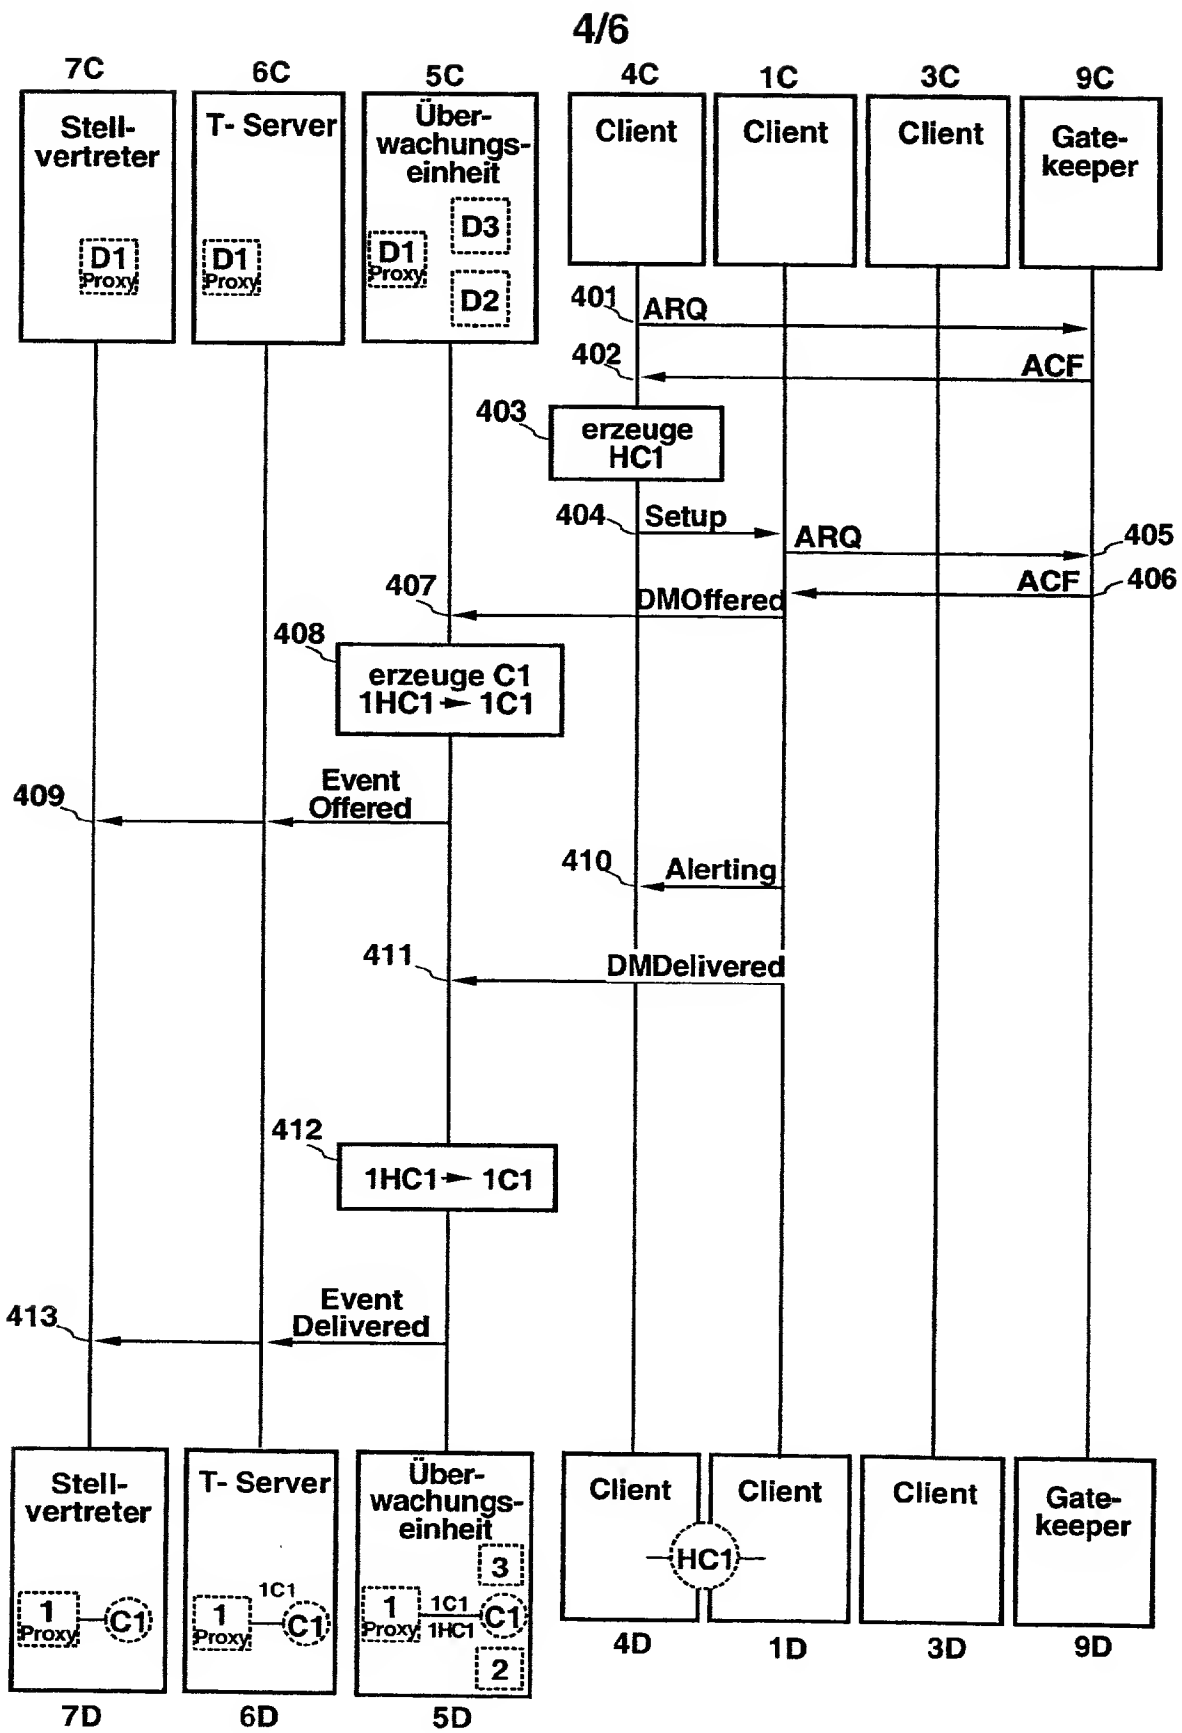 4/6
7C
6C
5C
4C
1C
3C
9C
Stell-
vertreter
D1
Proxy
T- Server
D1
Proxy
Über-
wachungs-
einheit
D3
D1
Proxy
D2
Client
Client
Client
Gate-
keeper
401
ARQ
402
ACF
403
erzeuge
HC1
404
Setup
ARQ
405
ACF
406
407
DMOffered
408
erzeuge C1
1HC1 → 1C1
409
Event
Offered
410
Alerting
411
DMDelivered
412
1HC1 → 1C1
413
Event
Delivered
Stell-
vertreter
1
Proxy
C1
T- Server
1
Proxy
1C1
C1
Über-
wachungs-
einheit
3
1
Proxy
1C1
1HC1
C1
2
Client
HC1
Client
Client
Gate-
keeper
7D
6D
5D
4D
1D
3D
9D